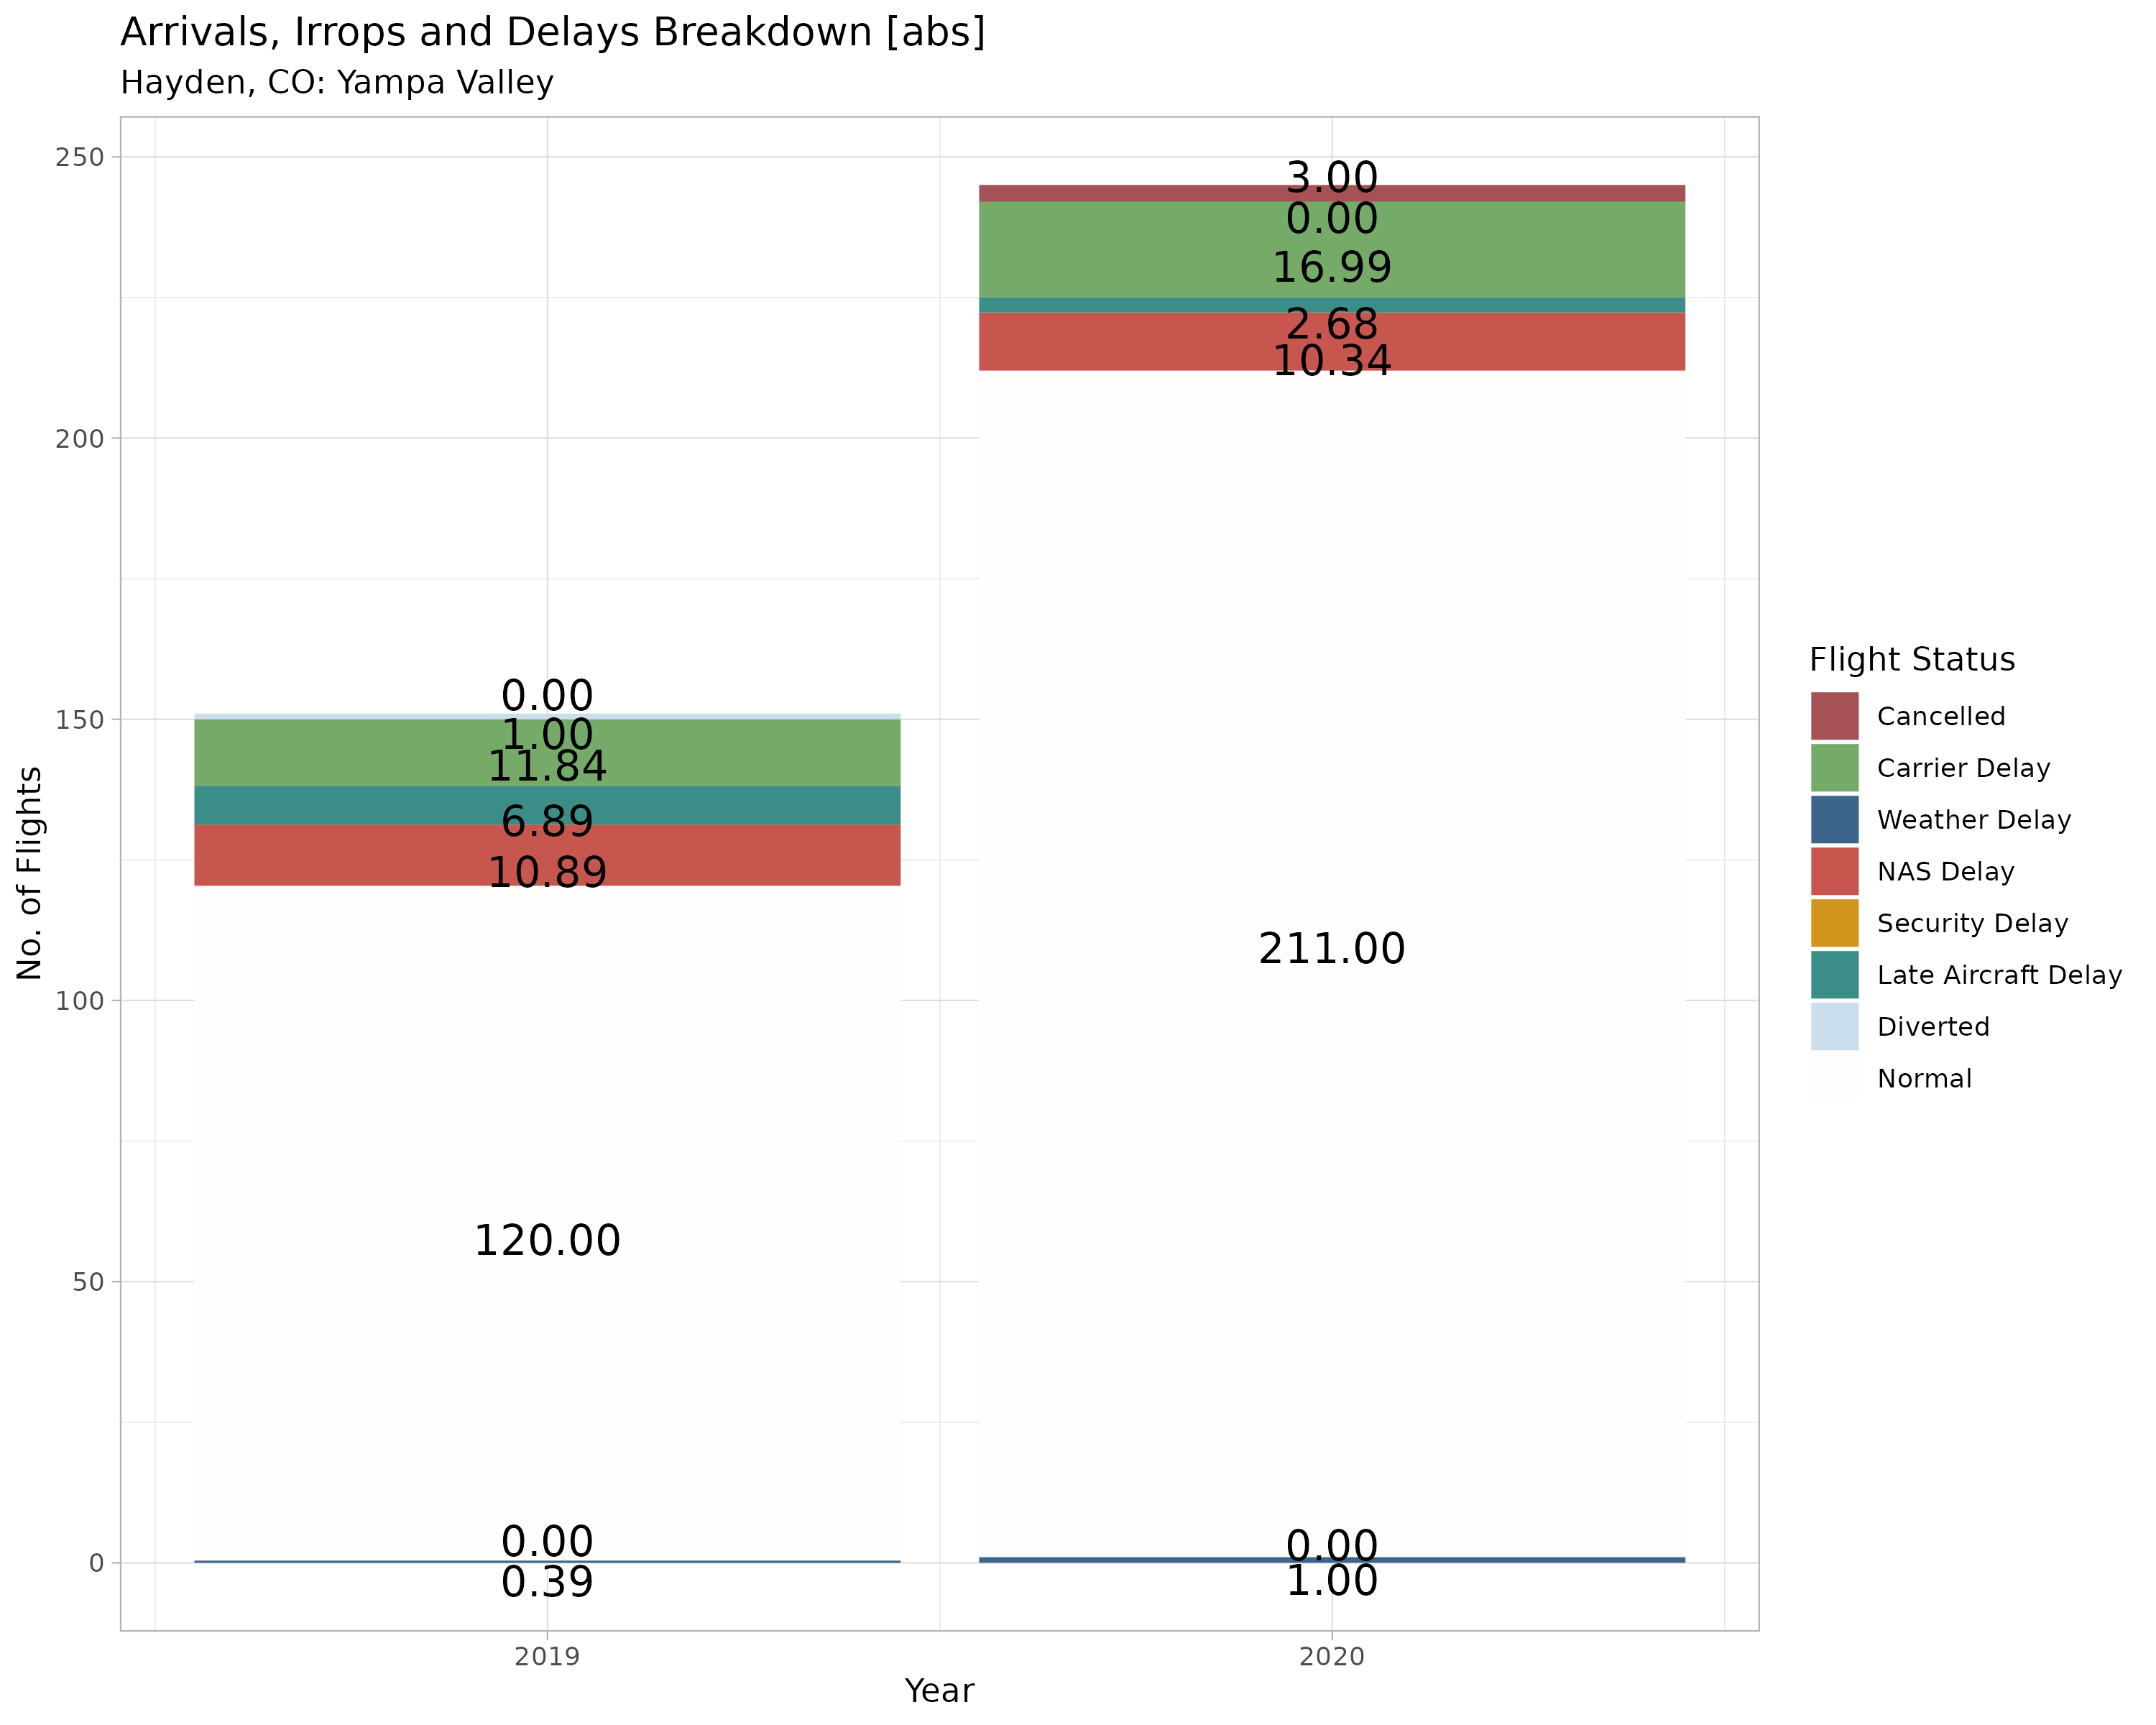 Arrivals, Irrops and Delays Breakdown [abs]
Hayden, CO: Yampa Valley
250
200
150
100
50
0
No. of Flights
0.00
1.00
11.84
6.89
10.89
120.00
0.00
0.39
3.00
0.00
16.99
2.68
10.34
211.00
0.00
1.00
2019
2020
Year
Flight Status
Cancelled
Carrier Delay
Weather Delay
NAS Delay
Security Delay
Late Aircraft Delay
Diverted
Normal